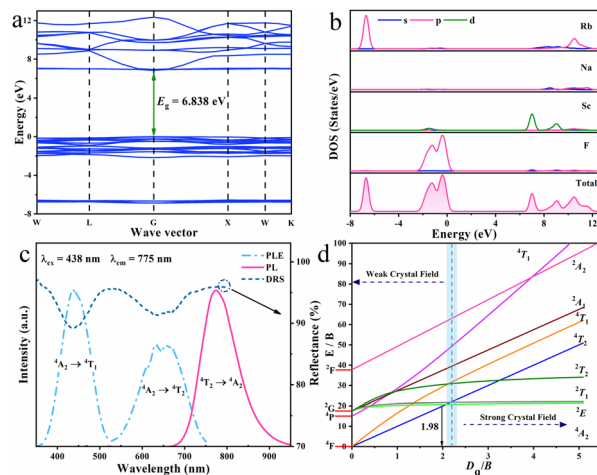 a
12
8
4
0
-4
-8
Energy (eV)
E_g = 6.838 eV
W L G X W K
Wave vector
b
s p d
Rb
Na
Sc
F
Total
DOS (States/eV)
-8 -4 0 4 8 12
Energy (eV)
c
λex = 438 nm λem = 775 nm
PLE
PL
DRS
⁴A₂ → ⁴T₁
⁴A₂ → ⁴T₂
⁴T₂ → ⁴A₂
Intensity (a.u.)
100
95
90
85
80
70
Reflectance (%)
400 500 600 700 800 900
Wavelength (nm)
d
100
90
80
70
60
50
40
30
20
10
0
E / B
Weak Crystal Field
Strong Crystal Field
1.98
⁴T₁
²A₂
²A₁
⁴T₁
⁴T₂
²T₂
²T₁
²E
⁴A₂
²F
²G
⁴P
⁴F
0 1 2 3 4 5
D_q/B